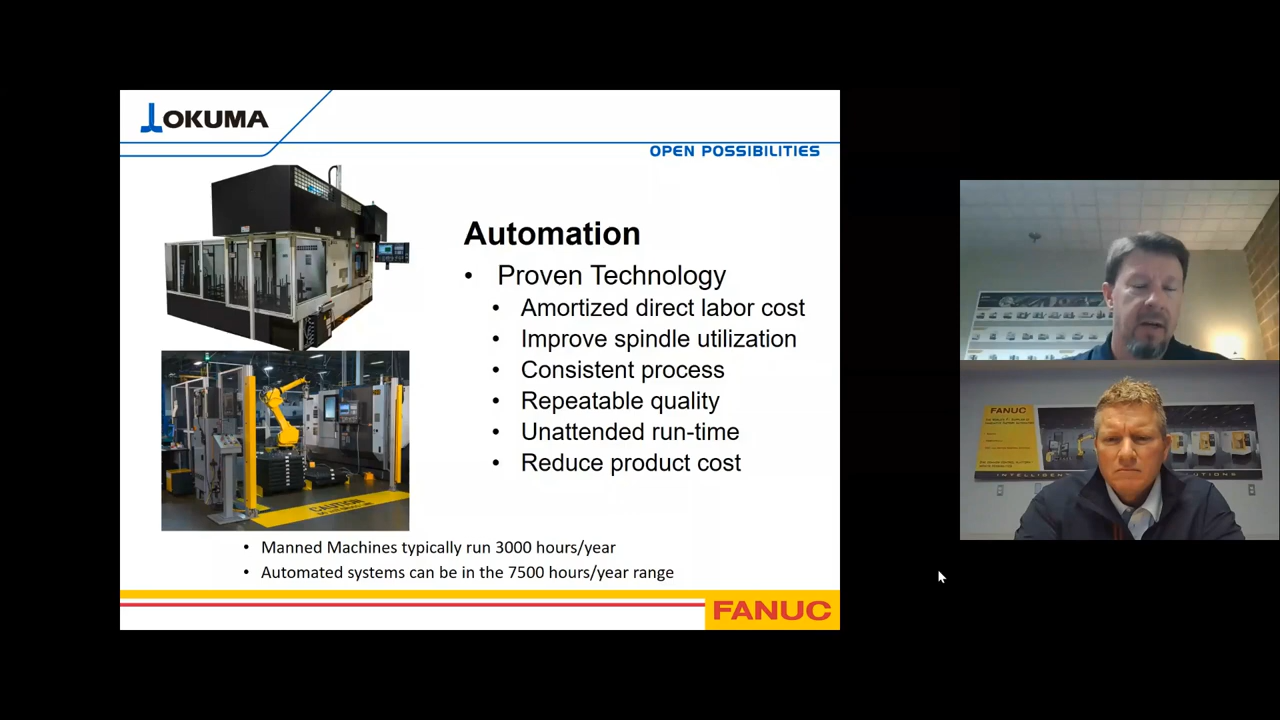 OKUMA
OPEN POSSIBILITIES
Automation
• Proven Technology
• Amortized direct labor cost
• Improve spindle utilization
• Consistent process
• Repeatable quality
• Unattended run-time
• Reduce product cost
CAUTION
• Manned Machines typically run 3000 hours/year
• Automated systems can be in the 7500 hours/year range
FANUC
FANUC
INTELLIGENT